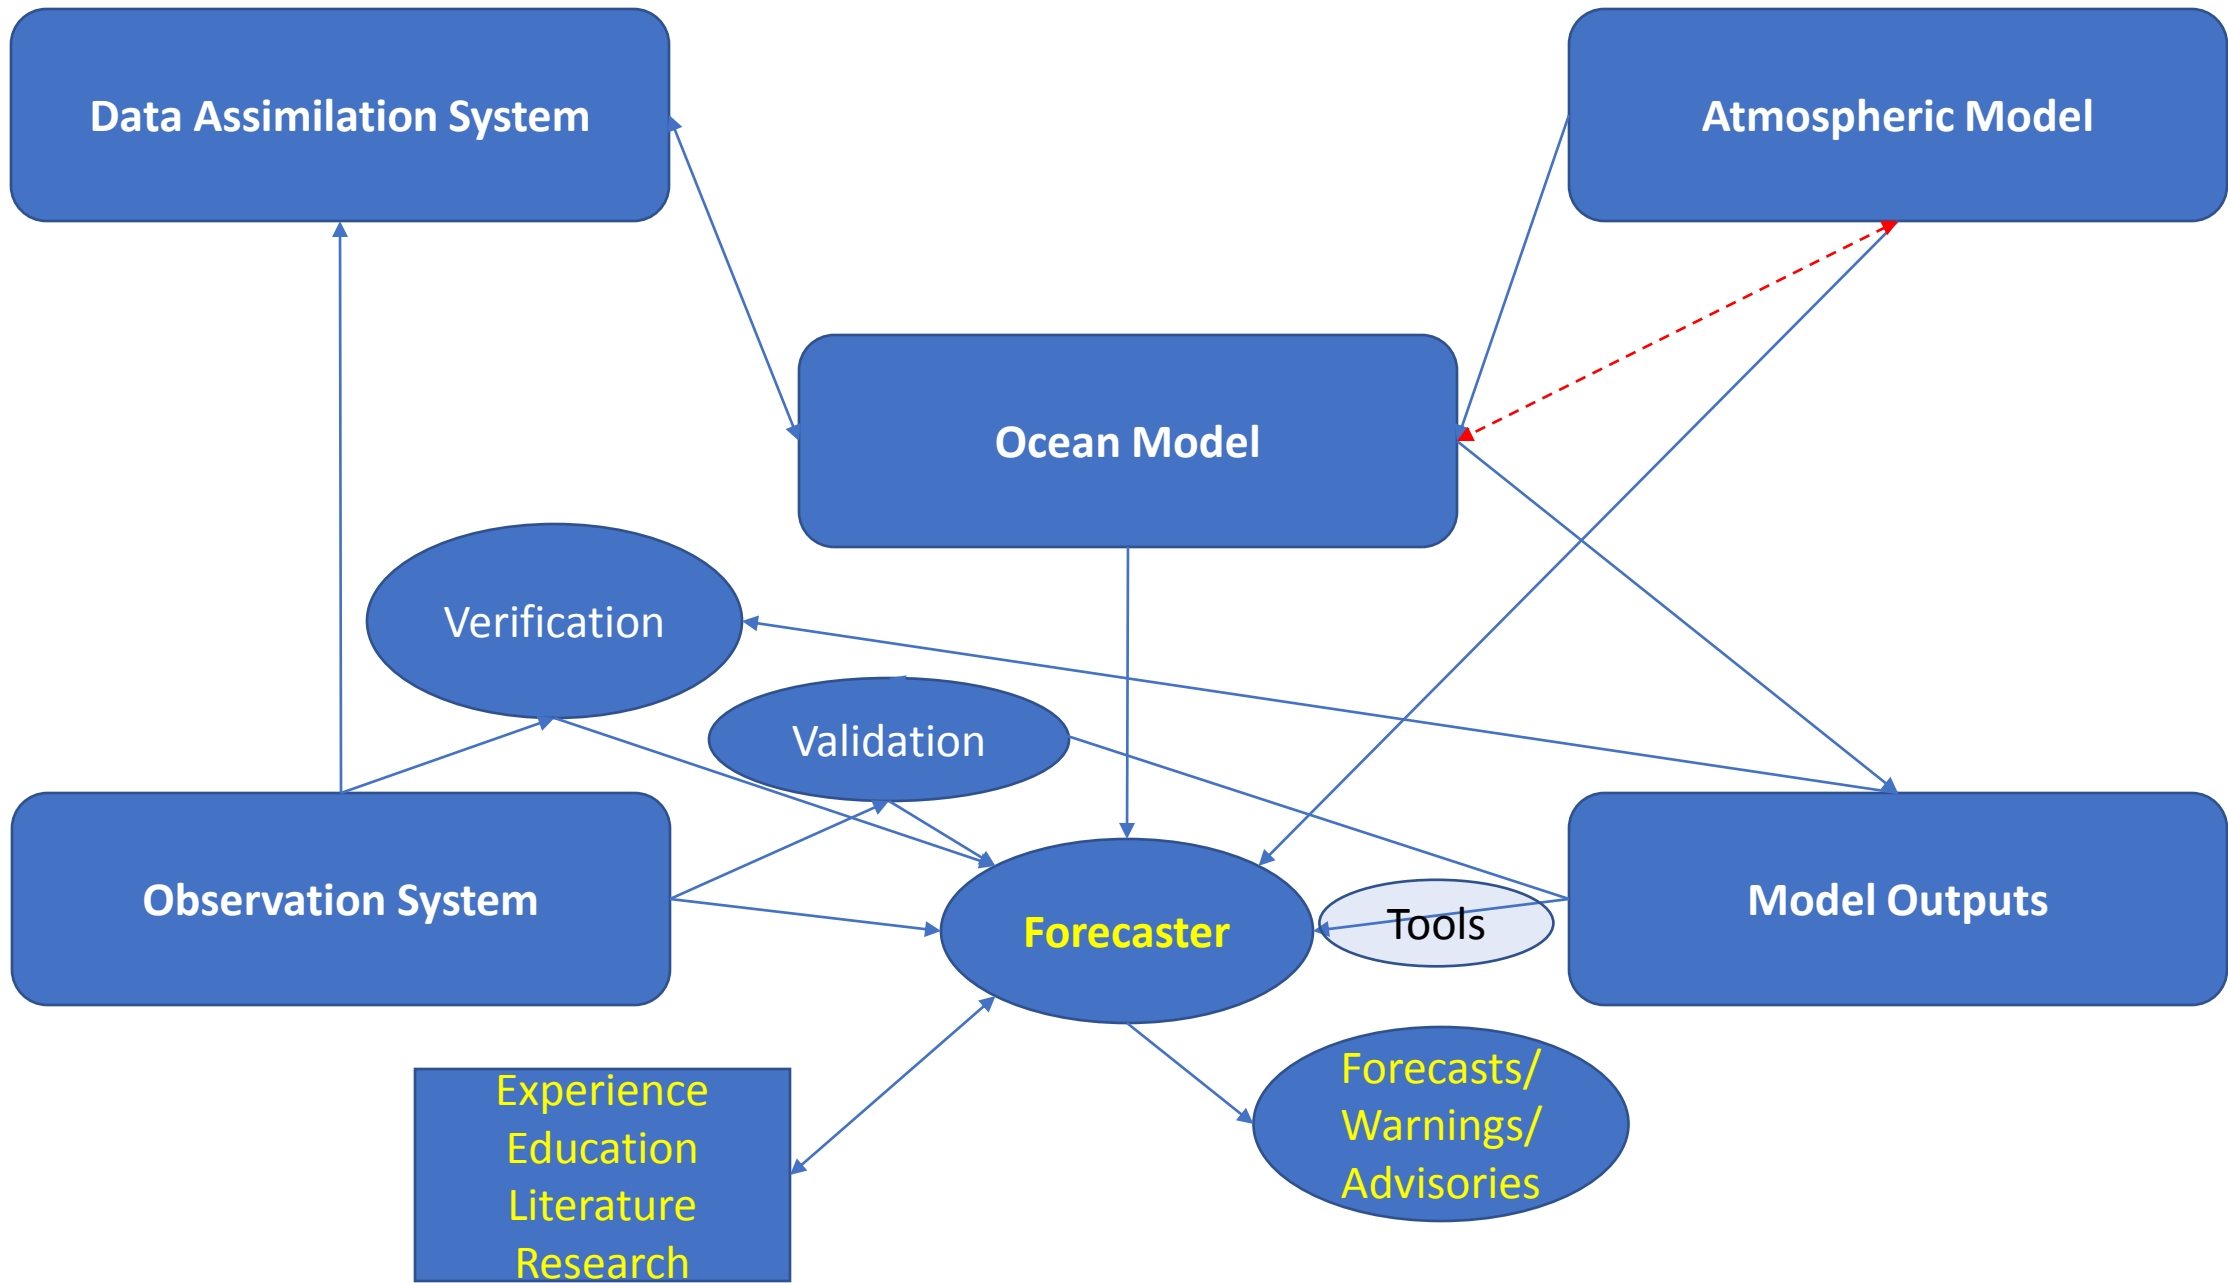 Data Assimilation System
Atmospheric Model
Ocean Model
Verification
Validation
Observation System
Forecaster
Tools
Model Outputs
Experience
Education
Literature
Research
Forecasts/
Warnings/
Advisories